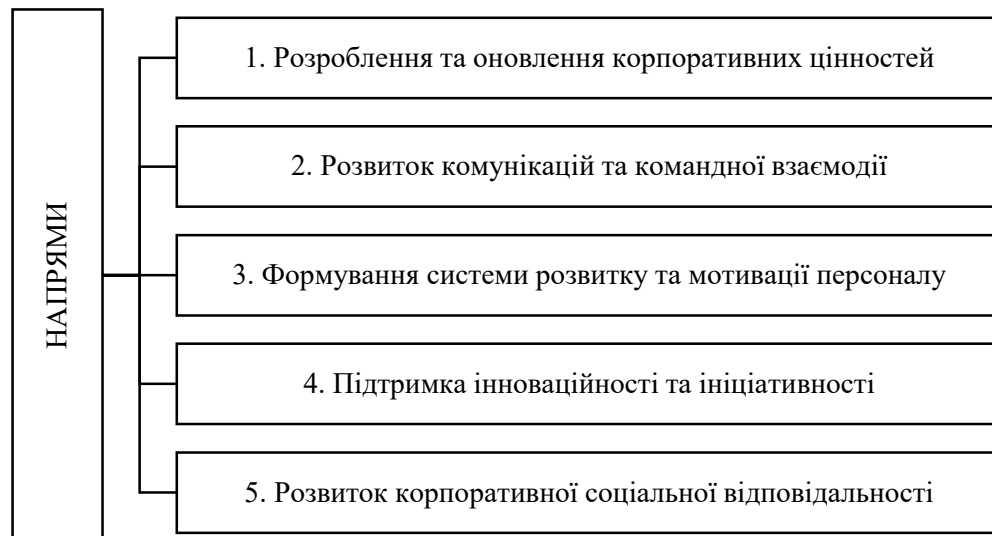 НАПРЯМИ
1. Розроблення та оновлення корпоративних цінностей
2. Розвиток комунікацій та командної взаємодії
3. Формування системи розвитку та мотивації персоналу
4. Підтримка інноваційності та ініціативності
5. Розвиток корпоративної соціальної відповідальності